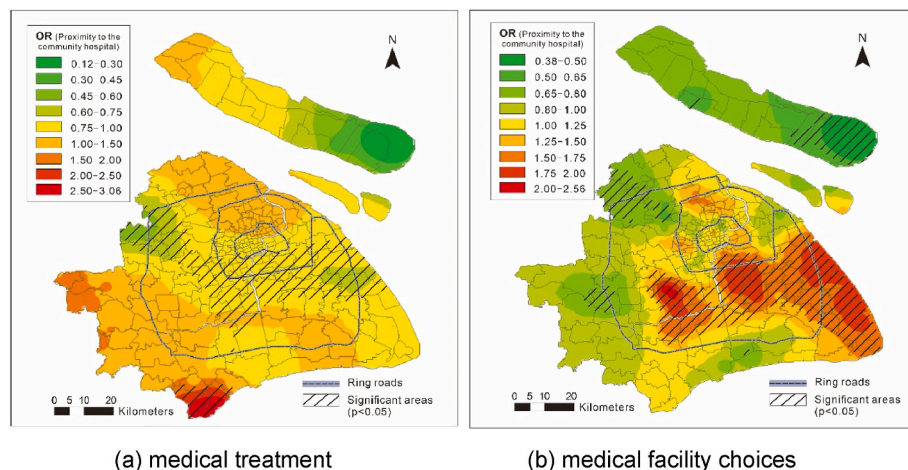 OR (Proximity to the
community hospital)
0.12-0.30
0.30 0.45
0.45-0.60
0.60-0.75
0.75-1.00
1.00-1.50
1.50 2.00
2.00-2.50
2.50-3.06
N
Ring roads
Significant areas
(p<0.05)
0 5 10 20
Kilometers
OR (Proximity to the
community hospital)
0.38-0.50
0.50 0.65
0.65-0.80
0.80-1.00
1.00 1.25
1.25-1.50
1.50-1.75
1.75 2.00
2.00-2.56
N
Ring roads
Significant areas
(p<0.05)
0 5 10 20
Kilometers
(a) medical treatment
(b) medical facility choices